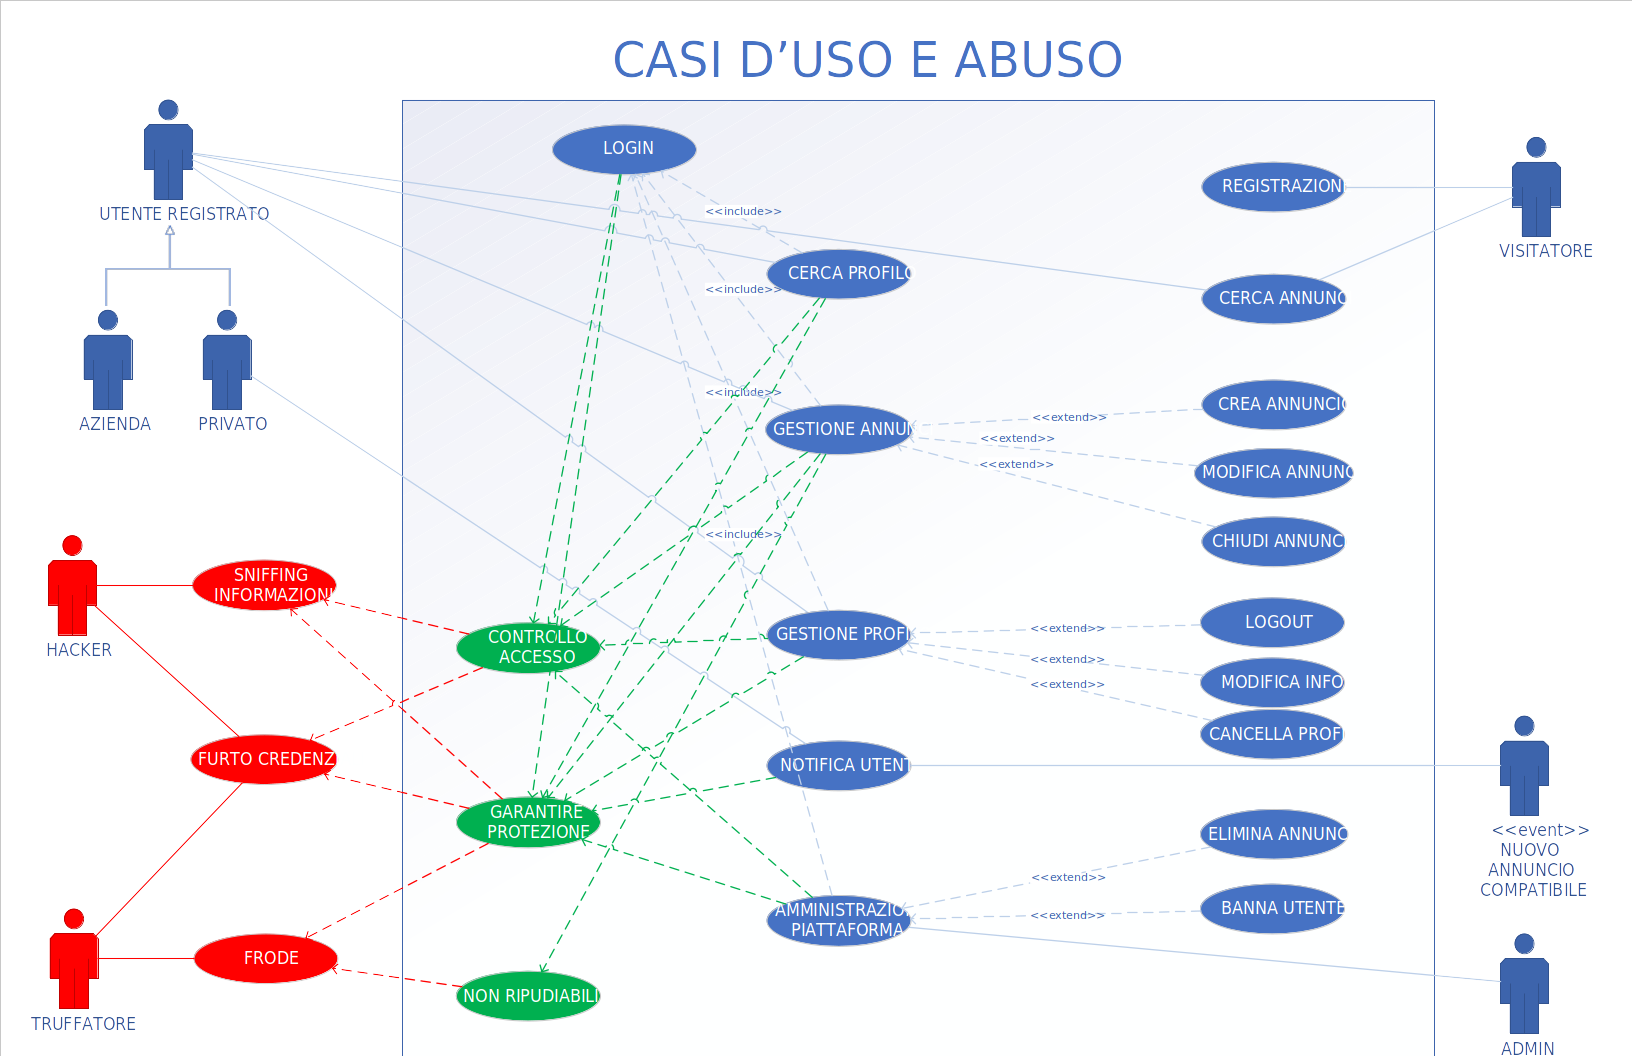 CASI D’USO E ABUSO
LOGIN
REGISTRAZION
UTENTE REGISTRATO
<<include>>
VISITATORE
CERCA PROFILO
<<include>>
CERCA ANNUNC
<<include>>
AZIENDA
PRIVATO
GESTIONE ANNUN
CREA ANNUNCIO
<<extend>>
<<extend>>
<<extend>>
MODIFICA ANNUNC
CHIUDI ANNUNC
<<include>>
SNIFFING
INFORMAZIONI
HACKER
CONTROLLO
ACCESSO
GESTIONE PROFI
<<extend>>
LOGOUT
<<extend>>
MODIFICA INFO
<<extend>>
CANCELLA PROF
FURTO CREDENZ
NOTIFICA UTENT
GARANTIRE
PROTEZIONE
<<event>>
NUOVO
ANNUNCIO
COMPATIBILE
ELIMINA ANNUNC
<<extend>>
AMMINISTRAZIO
PIATTAFORMA
<<extend>>
BANNA UTENTE
FRODE
NON RIPUDIABILI
TRUFFATORE
ADMIN